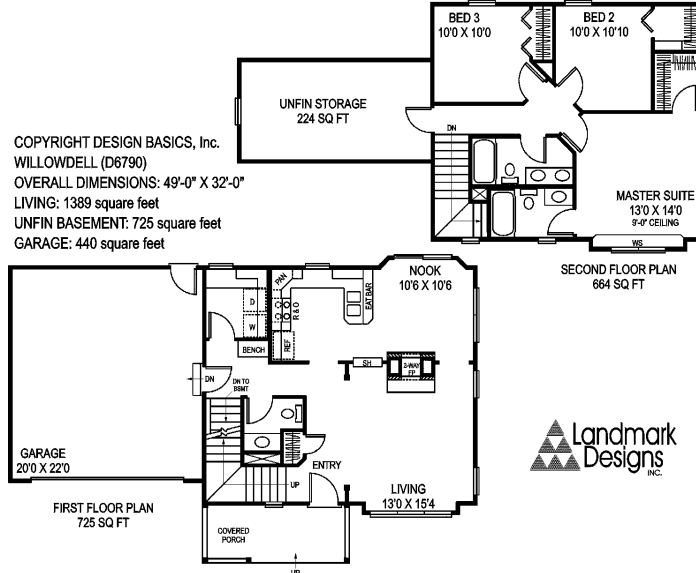 BED 3
10'0 X 10'0
BED 2
10'0 X 10'10
UNFIN STORAGE
224 SQ FT
DN
COPYRIGHT DESIGN BASICS, Inc.
WILLOWDELL (D6790)
OVERALL DIMENSIONS: 49'-0" X 32'-0"
LIVING: 1389 square feet
UNFIN BASEMENT: 725 square feet
GARAGE: 440 square feet
MASTER SUITE
13'0 X 14'0
9'-0" CEILING
WS
SECOND FLOOR PLAN
664 SQ FT
NOOK
10'6 X 10'6
PAN
R & O
EAT BAR
D
W
REF
BENCH
SH
2-WAY
FP
DN
DN TO
BSMT
GARAGE
20'0 X 22'0
ENTRY
UP
LIVING
13'0 X 15'4
FIRST FLOOR PLAN
725 SQ FT
COVERED
PORCH
UP
Landmark
Designs
INC.